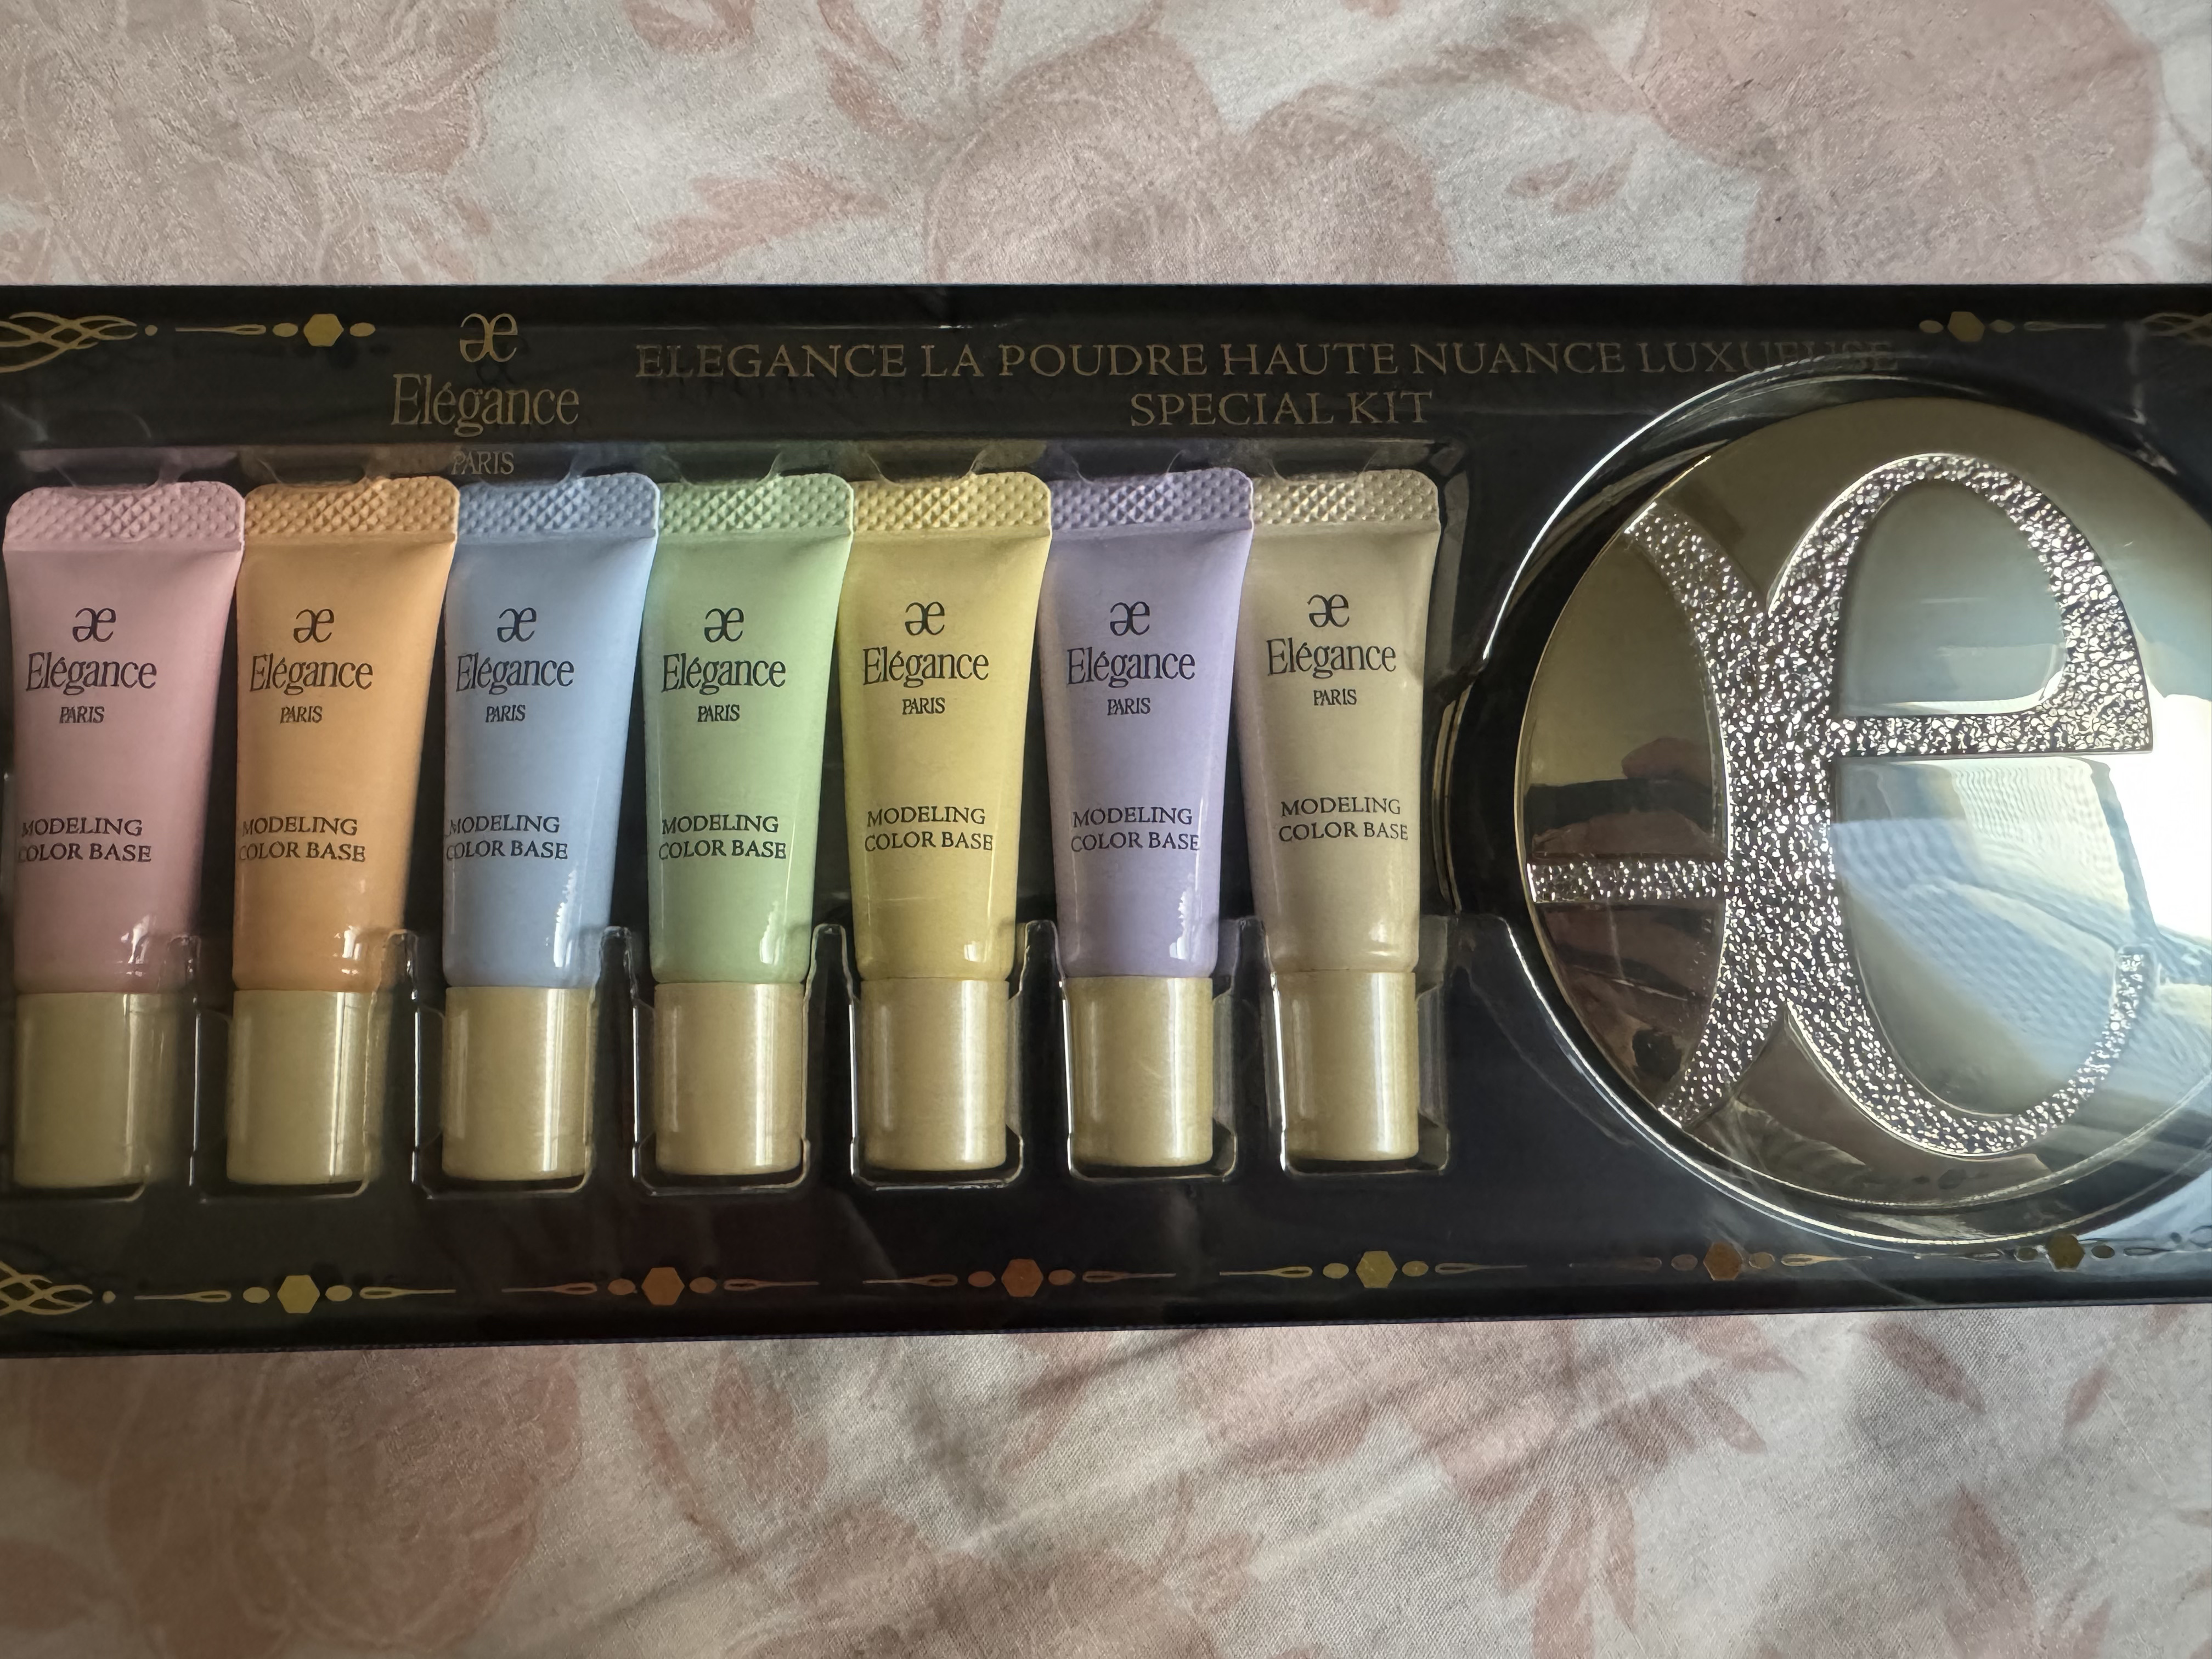 æ
Elégance
PARIS
ELEGANCE LA POUDRE HAUTE NUANCE LUXUEUSE
SPECIAL KIT
æ
Elégance
PARIS
MODELING
COLOR BASE
æ
Elégance
PARIS
MODELING
COLOR BASE
æ
Elégance
PARIS
MODELING
COLOR BASE
æ
Elégance
PARIS
MODELING
COLOR BASE
æ
Elégance
PARIS
MODELING
COLOR BASE
æ
Elégance
PARIS
MODELING
COLOR BASE
æ
Elégance
PARIS
MODELING
COLOR BASE
æ